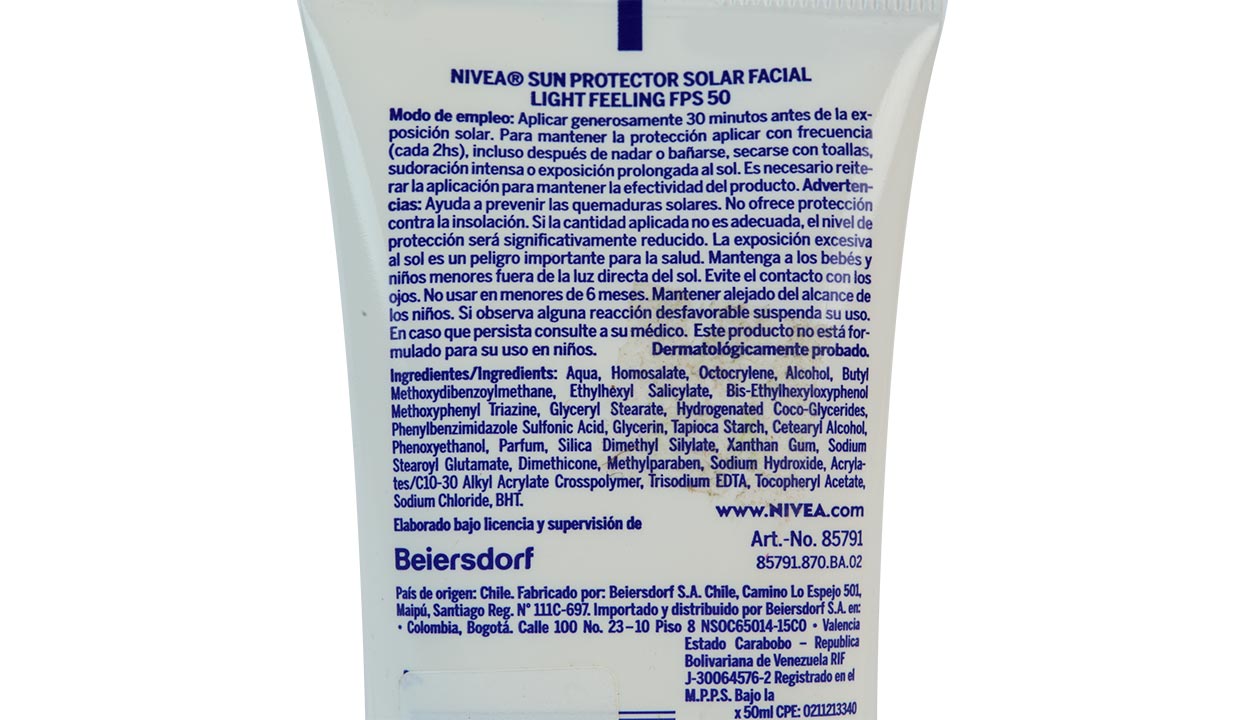 NIVEA® SUN PROTECTOR SOLAR FACIAL
LIGHT FEELING FPS 50
Modo de empleo: Aplicar generosamente 30 minutos antes de la ex-
posición solar. Para mantener la protección aplicar con frecuencia
(cada 2hs), incluso después de nadar o bañarse, secarse con toallas,
sudoración intensa o exposición prolongada al sol. Es necesario reite-
rar la aplicación para mantener la efectividad del producto. Adverten-
cias: Ayuda a prevenir las quemaduras solares. No ofrece protección
contra la insolación. Si la cantidad aplicada no es adecuada, el nivel de
protección será significativamente reducido. La exposición excesiva
al sol es un peligro importante para la salud. Mantenga a los bebés y
niños menores fuera de la luz directa del sol. Evite el contacto con los
ojos. No usar en menores de 6 meses. Mantener alejado del alcance de
los niños. Si observa alguna reacción desfavorable suspenda su uso.
En caso que persista consulte a su médico. Este producto no está for-
mulado para su uso en niños. Dermatológicamente probado.
Ingredientes/Ingredients: Aqua, Homosalate, Octocrylene, Alcohol, Butyl
Methoxydibenzoylmethane, Ethylhexyl Salicylate, Bis-Ethylhexyloxyphenol
Methoxyphenyl Triazine, Glyceryl Stearate, Hydrogenated Coco-Glycerides,
Phenylbenzimidazole Sulfonic Acid, Glycerin, Tapioca Starch, Cetearyl Alcohol,
Phenoxyethanol, Parfum, Silica Dimethyl Silylate, Xanthan Gum, Sodium
Stearoyl Glutamate, Dimethicone, Methylparaben, Sodium Hydroxide, Acryla-
tes/C10-30 Alkyl Acrylate Crosspolymer, Trisodium EDTA, Tocopheryl Acetate,
Sodium Chloride, BHT.
www.NIVEA.com
Elaborado bajo licencia y supervisión de
Beiersdorf
Art.-No. 85791
85791.870.BA.02
País de origen: Chile. Fabricado por: Beiersdorf S.A. Chile, Camino Lo Espejo 501,
Maipú, Santiago Reg. N° 111C-697. Importado y distribuido por Beiersdorf S.A. en:
• Colombia, Bogotá. Calle 100 No. 23-10 Piso 8 NSOC65014-15CO • Valencia
Estado Carabobo – Republica
Bolivariana de Venezuela RIF
J-30064576-2 Registrado en el
M.P.P.S. Bajo la
x 50ml CPE: 0211213340